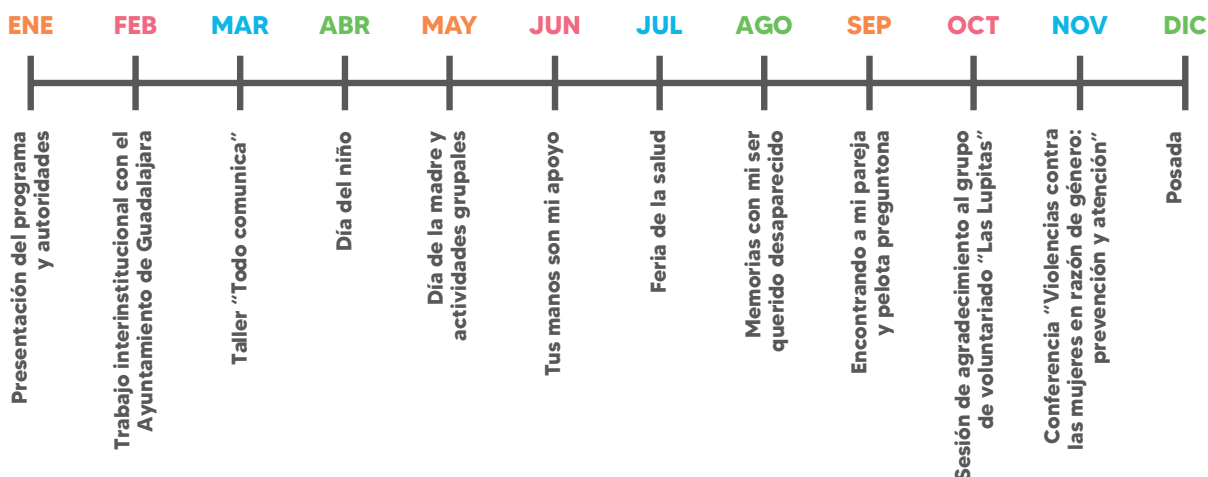 ENE FEB MAR ABR MAY JUN JUL AGO SEP OCT NOV DIC
Presentación del programa
y autoridades
Trabajo interinstitucional con el
Ayuntamiento de Guadalajara
Taller “Todo comunica”
Día del niño
Día de la madre y
actividades grupales
Tus manos son mi apoyo
Feria de la salud
Memorias con mi ser
querido desaparecido
Encontrando a mi pareja
y pelota preguntona
Sesión de agradecimiento al grupo
de voluntariado “Las Lupitas”
Conferencia “Violencias contra
las mujeres en razón de género:
prevención y atención”
Posada